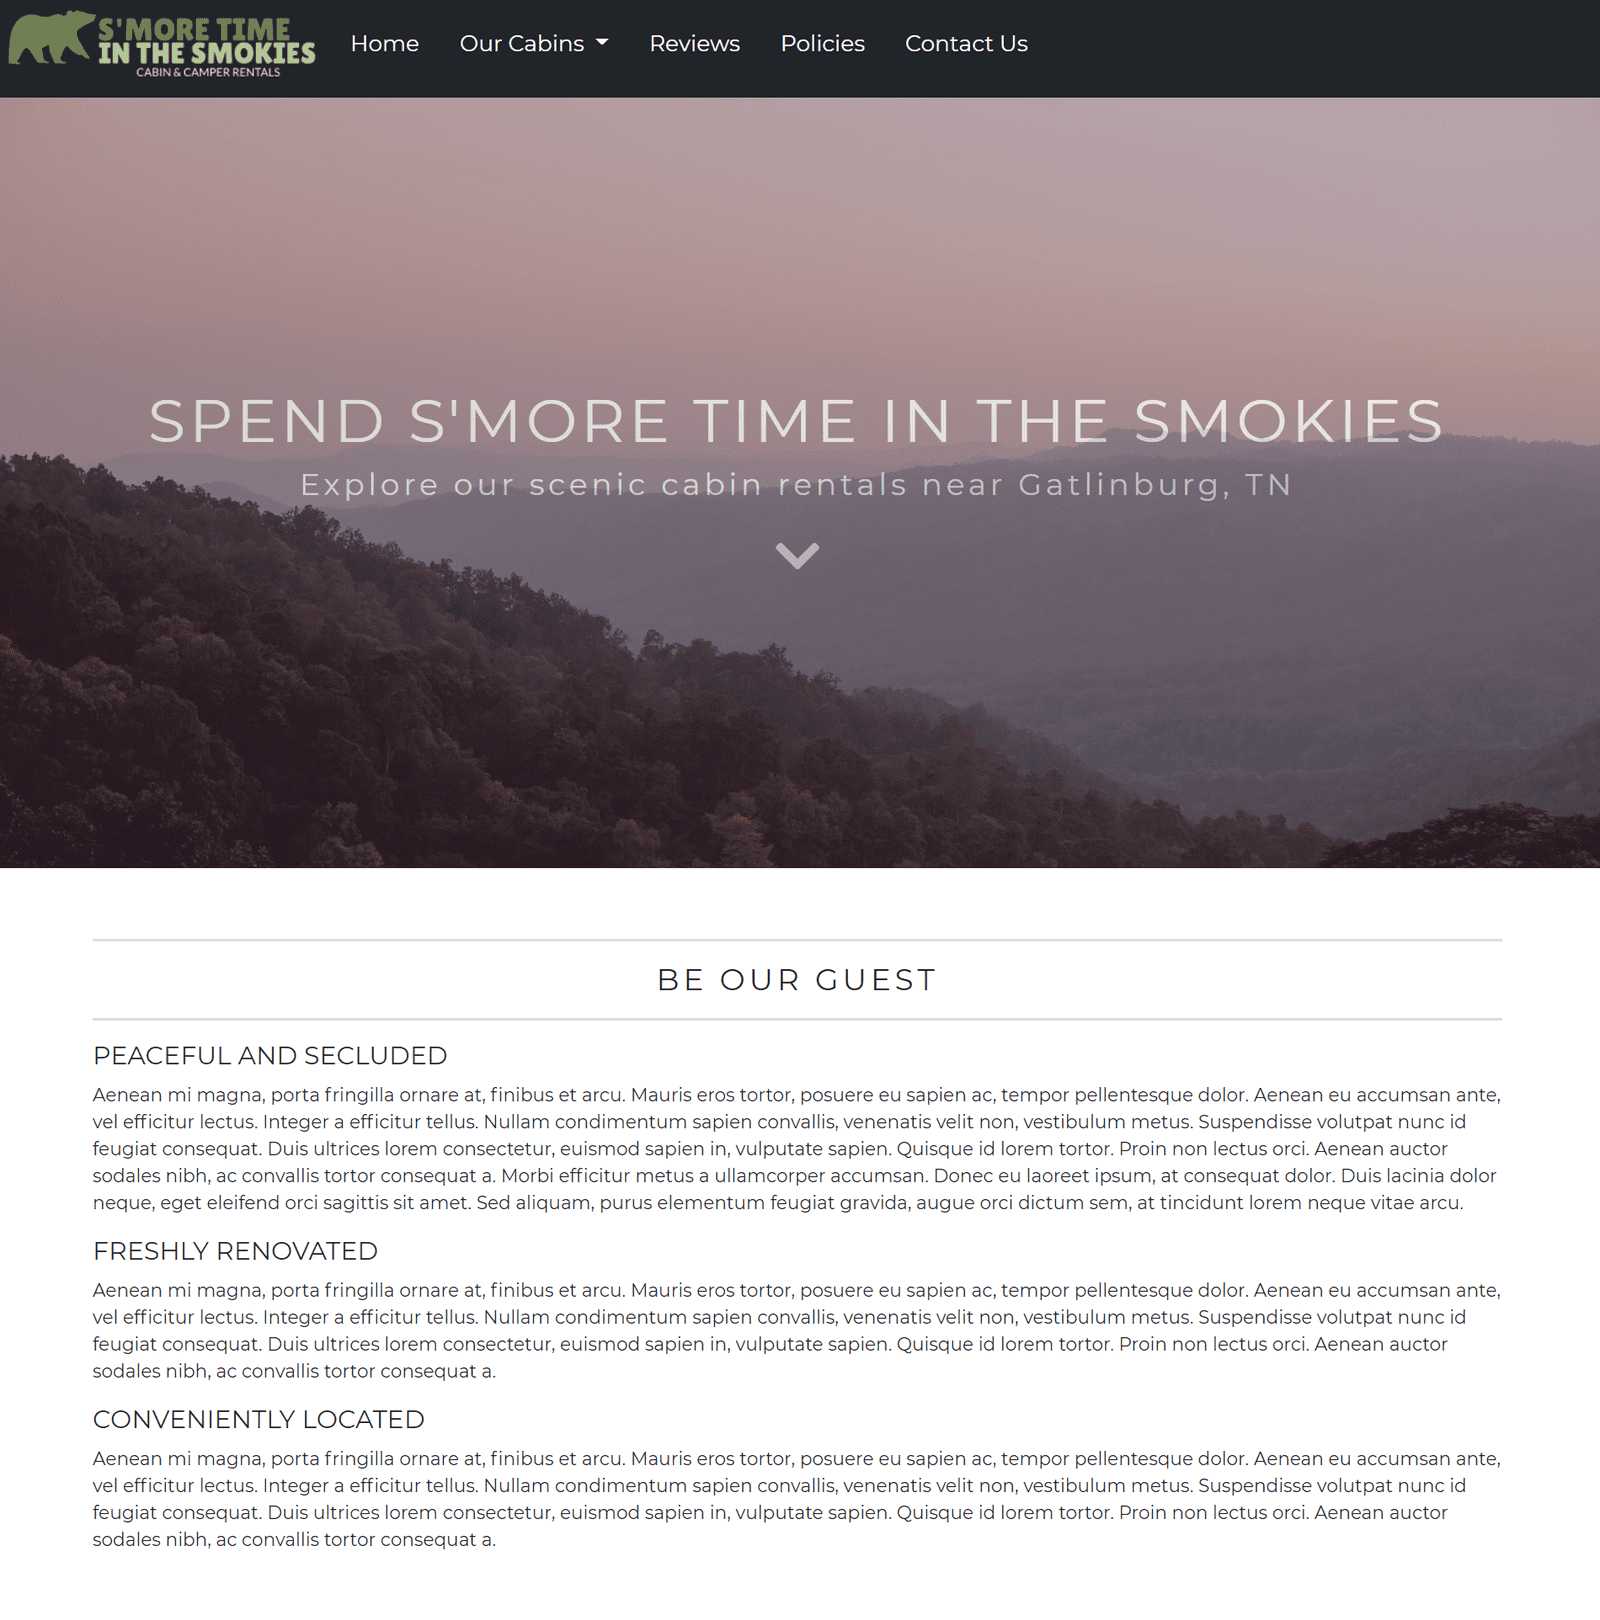 S'MORE TIME
IN THE SMOKIES
CABIN & CAMPER RENTALS
Home Our Cabins Reviews Policies Contact Us
SPEND S'MORE TIME IN THE SMOKIES
Explore our scenic cabin rentals near Gatlinburg, TN
BE OUR GUEST
PEACEFUL AND SECLUDED
Aenean mi magna, porta fringilla ornare at, finibus et arcu. Mauris eros tortor, posuere eu sapien ac, tempor pellentesque dolor. Aenean eu accumsan ante,
vel efficitur lectus. Integer a efficitur tellus. Nullam condimentum sapien convallis, venenatis velit non, vestibulum metus. Suspendisse volutpat nunc id
feugiat consequat. Duis ultrices lorem consectetur, euismod sapien in, vulputate sapien. Quisque id lorem tortor. Proin non lectus orci. Aenean auctor
sodales nibh, ac convallis tortor consequat a. Morbi efficitur metus a ullamcorper accumsan. Donec eu laoreet ipsum, at consequat dolor. Duis lacinia dolor
neque, eget eleifend orci sagittis sit amet. Sed aliquam, purus elementum feugiat gravida, augue orci dictum sem, at tincidunt lorem neque vitae arcu.
FRESHLY RENOVATED
Aenean mi magna, porta fringilla ornare at, finibus et arcu. Mauris eros tortor, posuere eu sapien ac, tempor pellentesque dolor. Aenean eu accumsan ante,
vel efficitur lectus. Integer a efficitur tellus. Nullam condimentum sapien convallis, venenatis velit non, vestibulum metus. Suspendisse volutpat nunc id
feugiat consequat. Duis ultrices lorem consectetur, euismod sapien in, vulputate sapien. Quisque id lorem tortor. Proin non lectus orci. Aenean auctor
sodales nibh, ac convallis tortor consequat a.
CONVENIENTLY LOCATED
Aenean mi magna, porta fringilla ornare at, finibus et arcu. Mauris eros tortor, posuere eu sapien ac, tempor pellentesque dolor. Aenean eu accumsan ante,
vel efficitur lectus. Integer a efficitur tellus. Nullam condimentum sapien convallis, venenatis velit non, vestibulum metus. Suspendisse volutpat nunc id
feugiat consequat. Duis ultrices lorem consectetur, euismod sapien in, vulputate sapien. Quisque id lorem tortor. Proin non lectus orci. Aenean auctor
sodales nibh, ac convallis tortor consequat a.